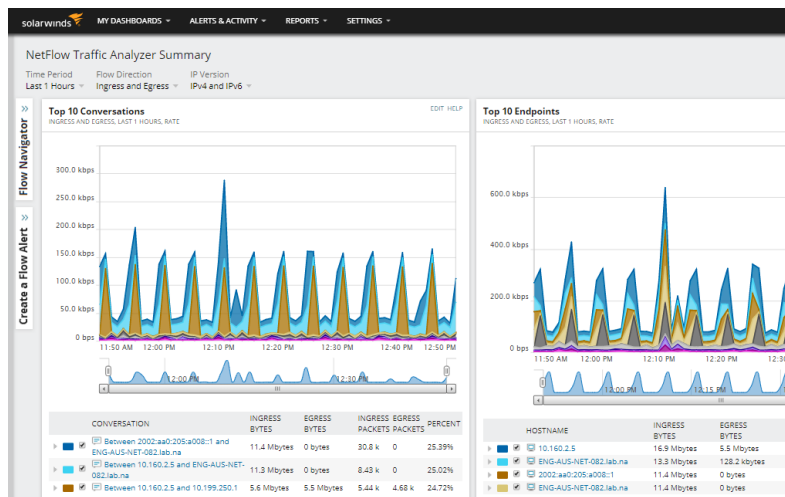 solarwinds MY DASHBOARDS ALERTS & ACTIVITY REPORTS SETTINGS
NetFlow Traffic Analyzer Summary
Time Period Flow Direction IP Version
Last 1 Hours Ingress and Egress IPv4 and IPv6
Flow Navigator
Create a Flow Alert
Top 10 Conversations EDIT HELP
INGRESS AND EGRESS, LAST 1 HOURS, RATE
300.0 kbps
250.0 kbps
200.0 kbps
150.0 kbps
100.0 kbps
50.0 kbps
0 bps
11:50 AM 12:00 PM 12:10 PM 12:20 PM 12:30 PM 12:40 PM 12:50 PM
12:00 PM 12:30 PM
CONVERSATION INGRESS BYTES EGRESS BYTES INGRESS PACKETS EGRESS PACKETS PERCENT
Between 2002:aa0:205:a008::1 and
ENG-AUS-NET-082.lab.na 11.4 Mbytes 0 bytes 30.8 k 0 25.39%
Between 10.160.2.5 and ENG-AUS-NET-
082.lab.na 11.3 Mbytes 0 bytes 8.43 k 0 25.02%
Between 10.160.2.5 and 10.199.250.1 5.6 Mbytes 5.5 Mbytes 5.44 k 4.68 k 24.72%
Top 10 Endpoints
INGRESS AND EGRESS, LAST 1 HOURS, RATE
600.0 kbps
400.0 kbps
200.0 kbps
0 bps
11:50 AM 12:00 PM 12:10 PM 12:20 PM 12:30
12:00 PM 12:15 PM
HOSTNAME INGRESS BYTES EGRESS BYTES
10.160.2.5 16.9 Mbytes 5.5 Mbytes
ENG-AUS-NET-082.lab.na 13.3 Mbytes 128.2 kbytes
2002:aa0:205:a008::1 11.4 Mbytes 0 bytes
ENG-AUS-NET-082.lab.na 11.4 Mbytes 0 bytes